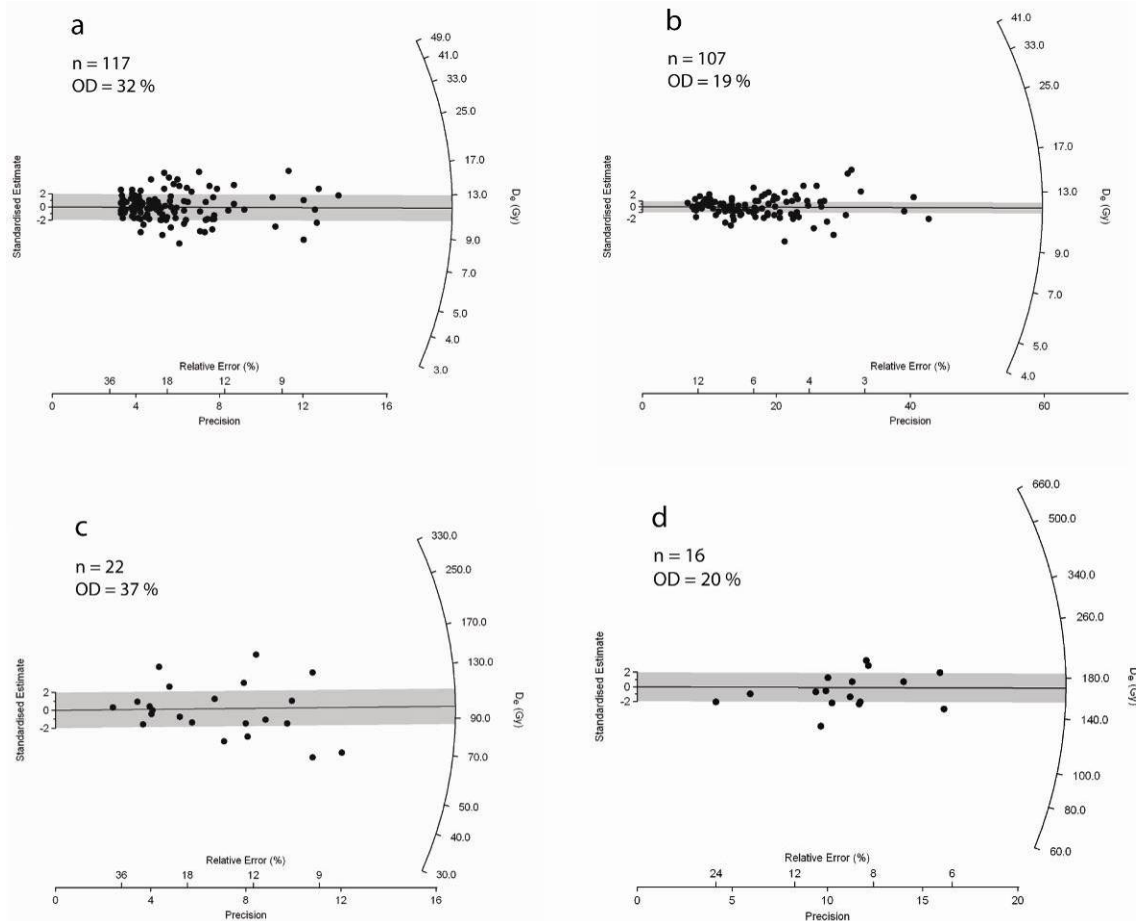 a
n = 117
OD = 32 %
49.0
41.0
33.0
25.0
17.0
13.0
9.0
7.0
5.0
4.0
3.0
De (Gy)
Standardised Estimate
2
0
-2
Relative Error (%)
36 18 12 9
0 4 8 12 16
Precision
b
n = 107
OD = 19 %
41.0
33.0
25.0
17.0
13.0
9.0
7.0
5.0
4.0
De (Gy)
Standardised Estimate
2
0
-2
Relative Error (%)
12 6 4 3
0 20 40 60
Precision
c
n = 22
OD = 37 %
330.0
250.0
170.0
130.0
90.0
70.0
50.0
40.0
30.0
De (Gy)
Standardised Estimate
2
0
-2
Relative Error (%)
36 18 12 9
0 4 8 12 16
Precision
d
n = 16
OD = 20 %
660.0
500.0
340.0
260.0
180.0
140.0
100.0
80.0
60.0
De (Gy)
Standardised Estimate
2
0
-2
Relative Error (%)
24 12 8 6
0 5 10 15 20
Precision